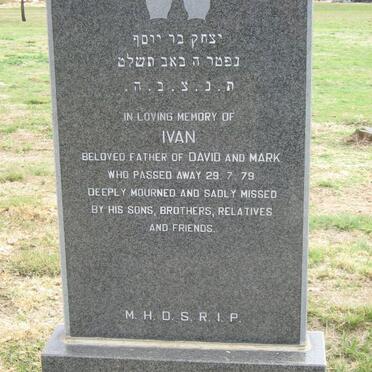 יצחק בר יוסף
נפטר ה באב תשלט
ת.נ.צ.ב.ה.
IN LOVING MEMORY OF
IVAN
BELOVED FATHER OF DAVID AND MARK
WHO PASSED AWAY 29.7.79
DEEPLY MOURNED AND SADLY MISSED
BY HIS SONS, BROTHERS, RELATIVES
AND FRIENDS.
M.H.D.S.R.I.P.